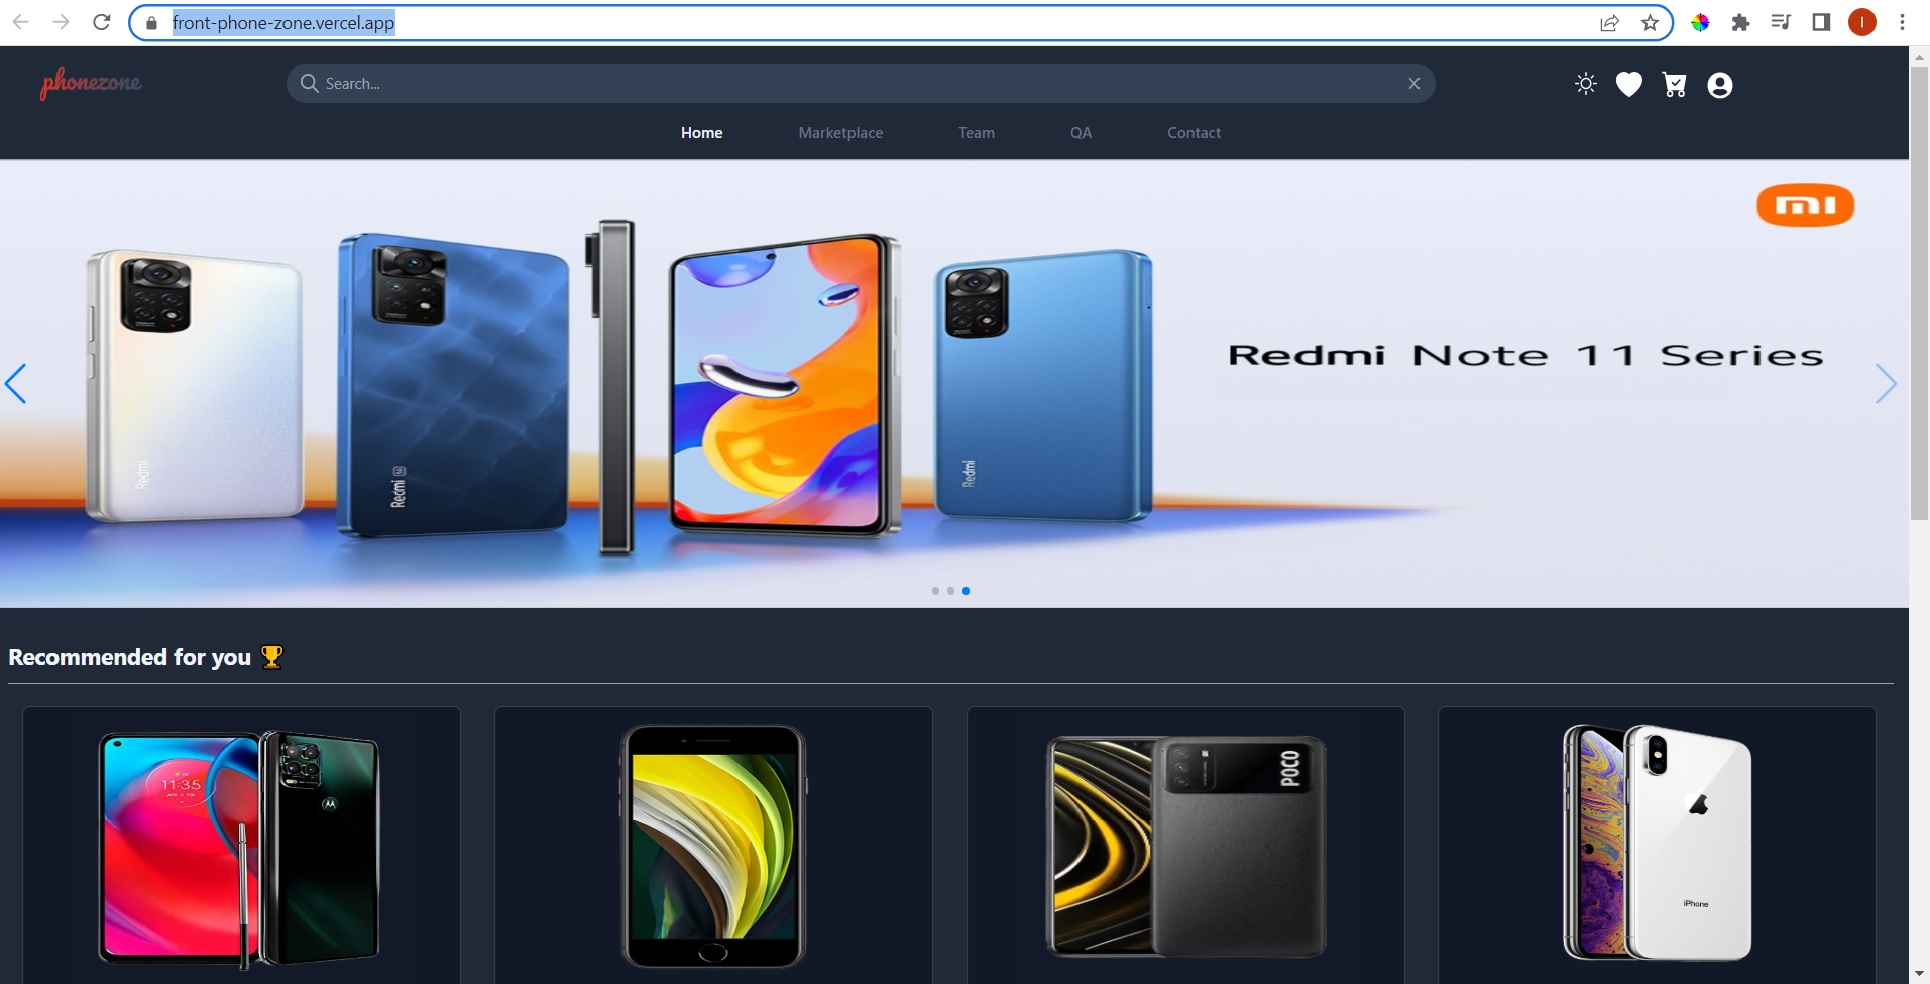 front-phone-zone.vercel.app
I
phonezone
Search...
Home Marketplace Team QA Contact
mi
Redmi Note 11 Series
Redmi
Redmi
Redmi
Recommended for you 🏆
11:35
POCO
iPhone